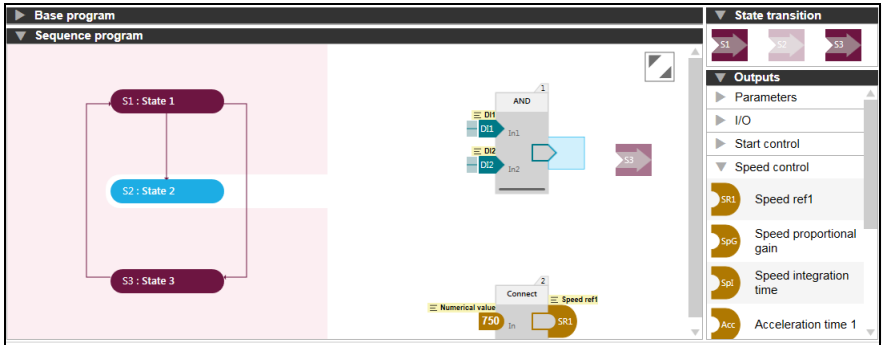 Base program
Sequence program
S1 : State 1
S2 : State 2
S3 : State 3
1
AND
DI1
DI1
In1
DI2
DI2
In2
S3
2
Connect
Numerical value
Speed ref1
750
In
SR1
State transition
S1
S2
S3
Outputs
Parameters
I/O
Start control
Speed control
SR1
Speed ref1
SpG
Speed proportional
gain
SpI
Speed integration
time
Acc
Acceleration time 1